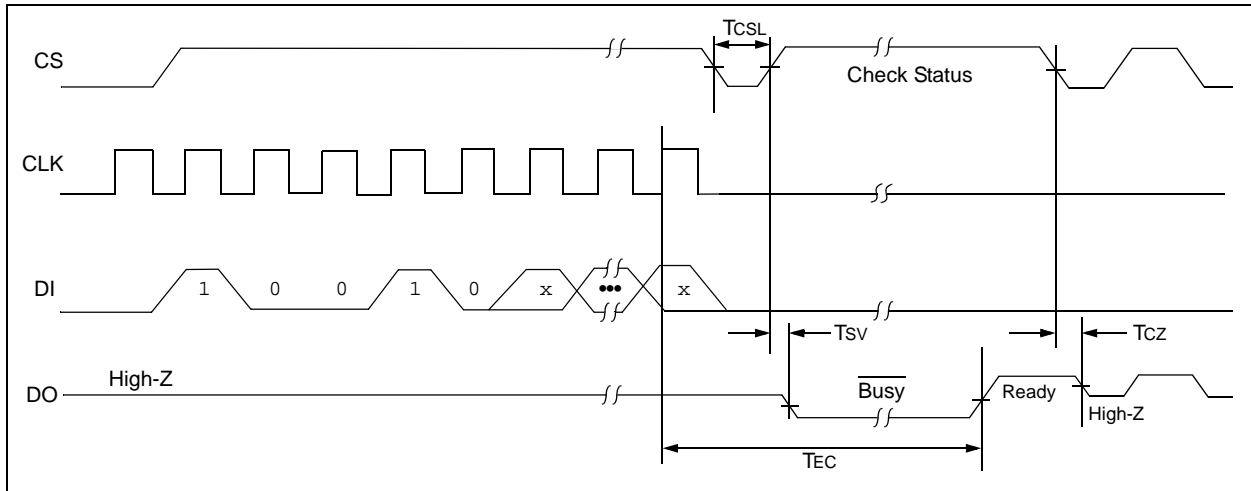 TCSL
CS
Check Status
CLK
DI
1 0 0 1 0 x ••• x
TSV
TCZ
High-Z
DO
Busy
Ready
High-Z
TEC